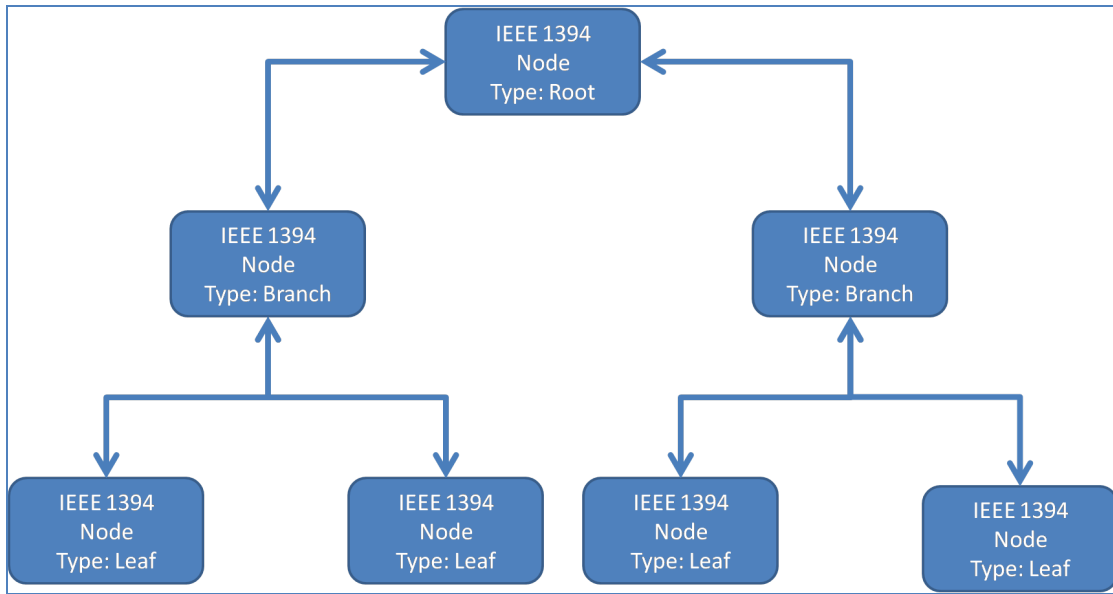 IEEE 1394
Node
Type: Root
IEEE 1394
Node
Type: Branch
IEEE 1394
Node
Type: Branch
IEEE 1394
Node
Type: Leaf
IEEE 1394
Node
Type: Leaf
IEEE 1394
Node
Type: Leaf
IEEE 1394
Node
Type: Leaf